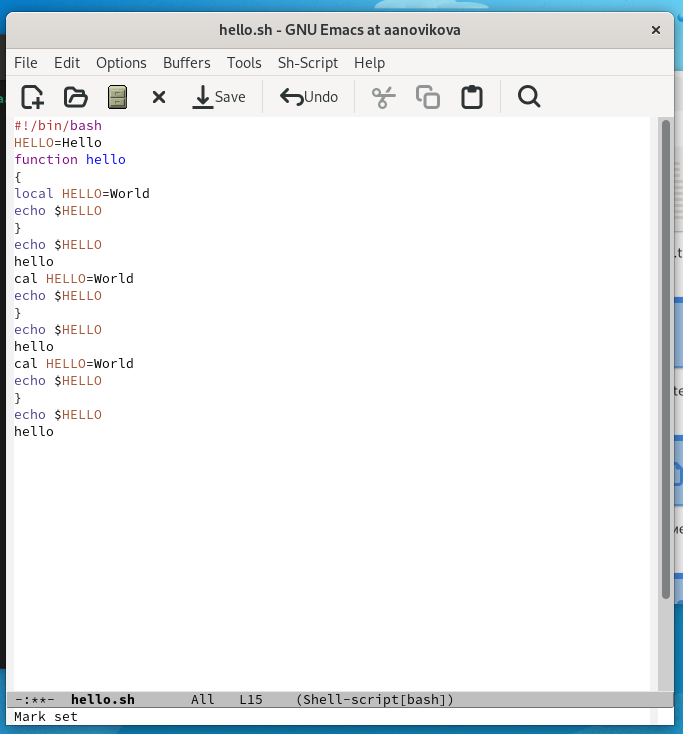 hello.sh - GNU Emacs at aanovikova
File Edit Options Buffers Tools Sh-Script Help
Save Undo
#!/bin/bash
HELLO=Hello
function hello
{
local HELLO=World
echo $HELLO
}
echo $HELLO
hello
cal HELLO=World
echo $HELLO
}
echo $HELLO
hello
cal HELLO=World
echo $HELLO
}
echo $HELLO
hello
-:**- hello.sh All L15 (Shell-script[bash])
Mark set